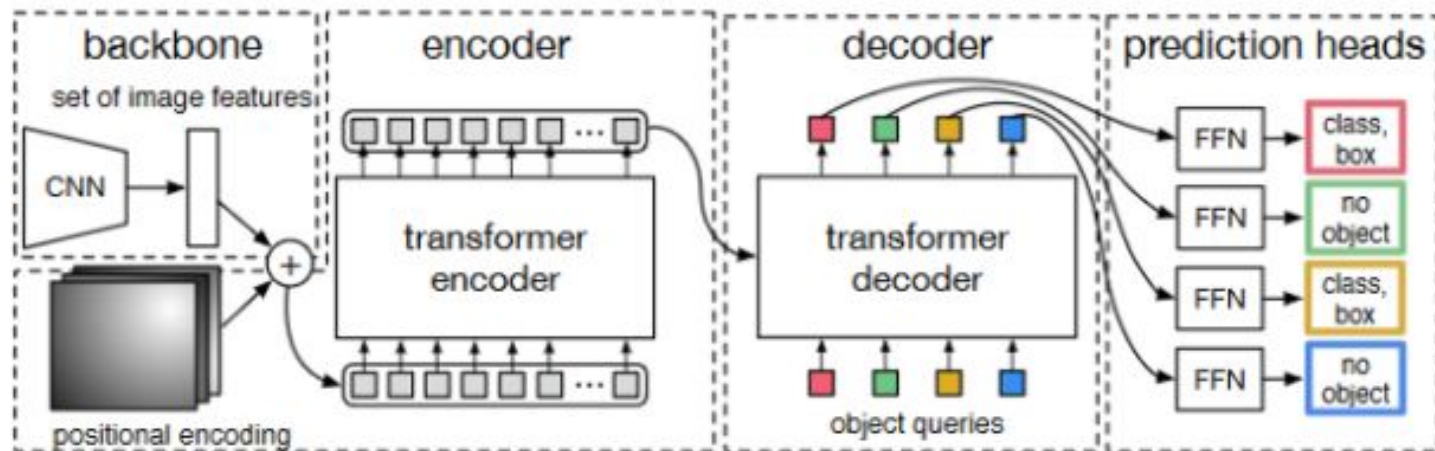 backbone
set of image features
CNN
+
positional encoding
encoder
...
transformer
encoder
...
decoder
transformer
decoder
object queries
prediction heads
FFN
class,
box
FFN
no
object
FFN
class,
box
FFN
no
object